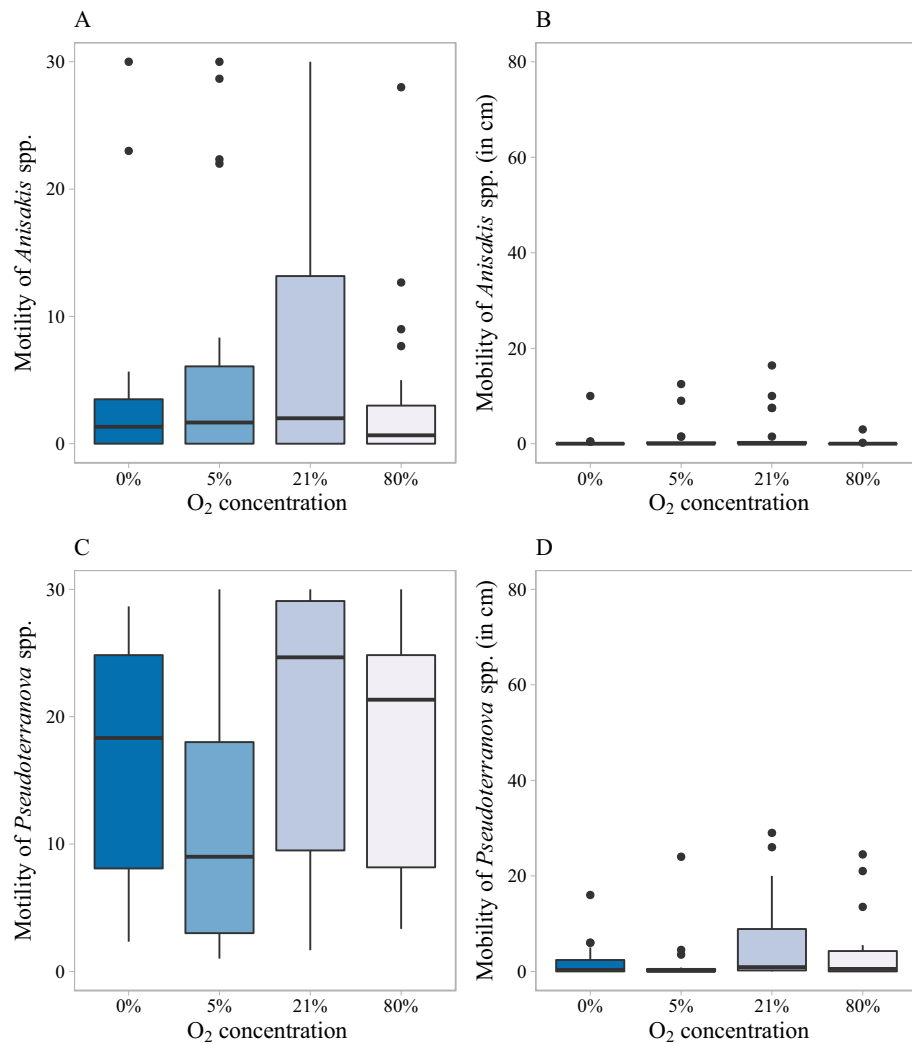 A
Motility of Anisakis spp.
30
20
10
0
0% 5% 21% 80%
O₂ concentration
B
Mobility of Anisakis spp. (in cm)
80
60
40
20
0
0% 5% 21% 80%
O₂ concentration
C
Motility of Pseudoterranova spp.
30
20
10
0
0% 5% 21% 80%
O₂ concentration
D
Mobility of Pseudoterranova spp. (in cm)
80
60
40
20
0
0% 5% 21% 80%
O₂ concentration